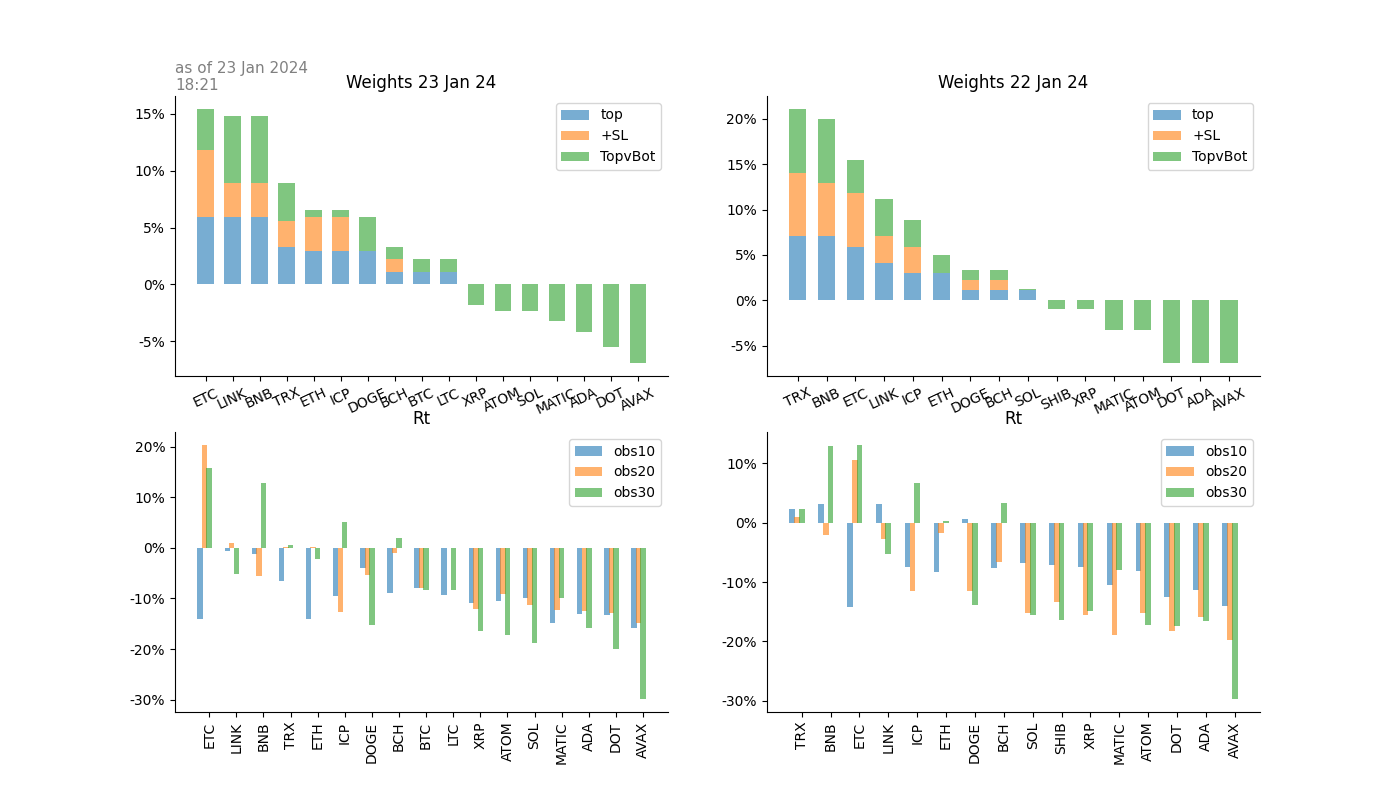 as of 23 Jan 2024
18:21
Weights 23 Jan 24
15%
10%
5%
0%
-5%
top
+SL
TopvBot
ETC LINK BNB TRX ETH ICP DOGE BCH BTC LTC XRP ATOM SOL MATIC ADA DOT AVAX
Weights 22 Jan 24
20%
15%
10%
5%
0%
-5%
top
+SL
TopvBot
TRX BNB ETC LINK ICP ETH DOGE BCH SOL SHIB XRP MATIC ATOM DOT ADA AVAX
Rt
20%
10%
0%
-10%
-20%
-30%
obs10
obs20
obs30
ETC LINK BNB TRX ETH ICP DOGE BCH BTC LTC XRP ATOM SOL MATIC ADA DOT AVAX
Rt
10%
0%
-10%
-20%
-30%
obs10
obs20
obs30
TRX BNB ETC LINK ICP ETH DOGE BCH SOL SHIB XRP MATIC ATOM DOT ADA AVAX